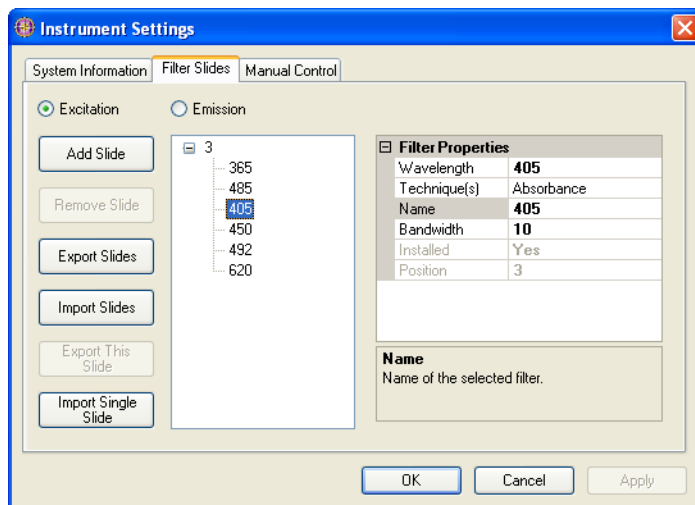 Instrument Settings
System Information Filter Slides Manual Control
Excitation Emission
Add Slide
Remove Slide
Export Slides
Import Slides
Export This
Slide
Import Single
Slide
3
365
485
405
450
492
620
Filter Properties
Wavelength 405
Technique(s) Absorbance
Name 405
Bandwidth 10
Installed Yes
Position 3
Name
Name of the selected filter.
OK Cancel Apply